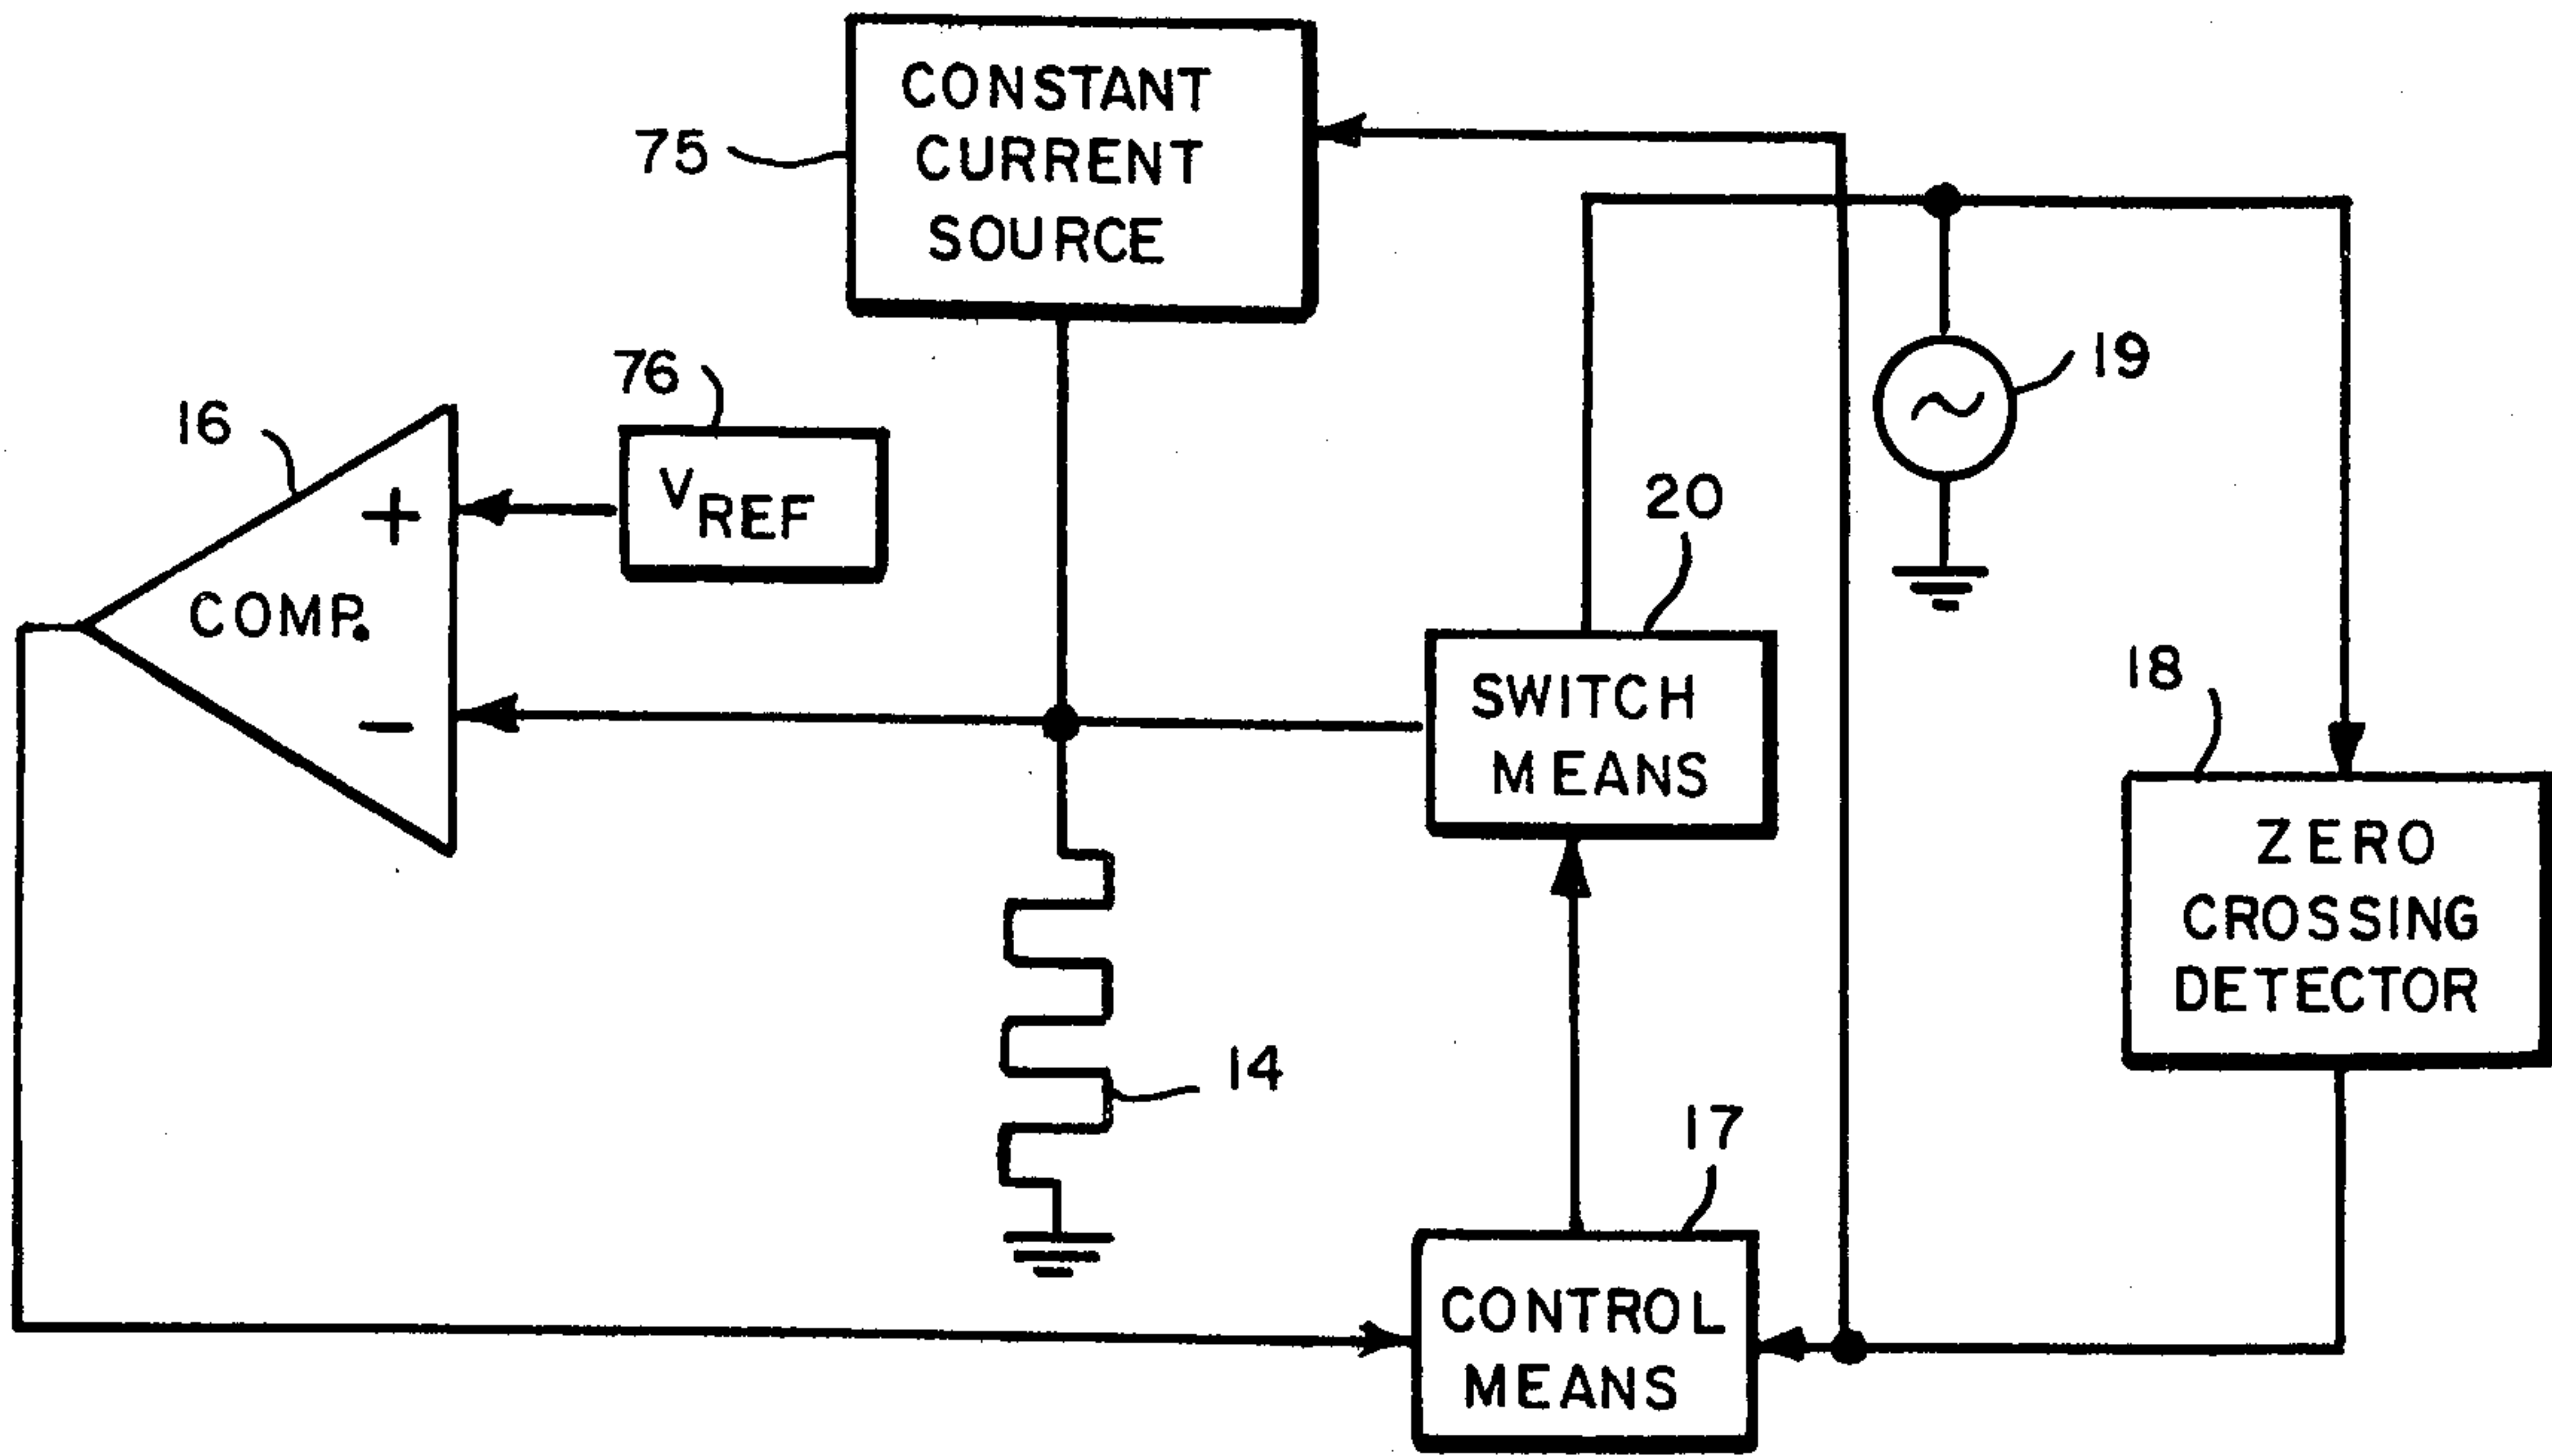 CONSTANT
CURRENT
SOURCE
75
76
16
V REF
+
COMP.
−
19
20
SWITCH
MEANS
18
ZERO
CROSSING
DETECTOR
14
17
CONTROL
MEANS